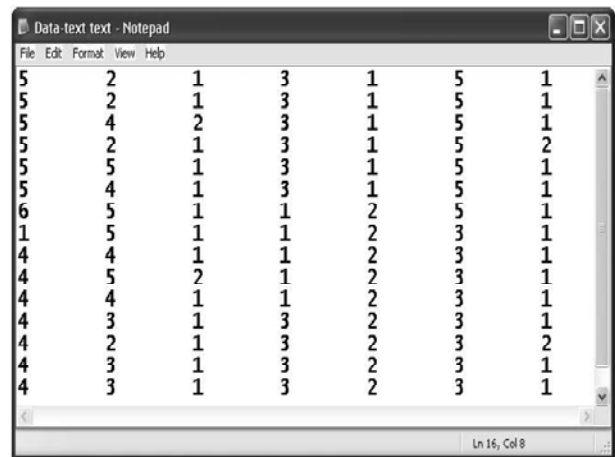 Data-text text - Notepad
File Edit Format View Help
5 2 1 3 1 5 1
5 2 1 3 1 5 1
5 4 2 3 1 5 1
5 2 1 3 1 5 2
5 5 1 3 1 5 1
5 4 1 3 1 5 1
6 5 1 1 2 5 1
1 5 1 1 2 3 1
4 4 1 1 2 3 1
4 5 2 1 2 3 1
4 4 1 1 2 3 1
4 3 1 3 2 3 1
4 2 1 3 2 3 2
4 3 1 3 2 3 1
4 3 1 3 2 3 1
Ln 16, Col 8